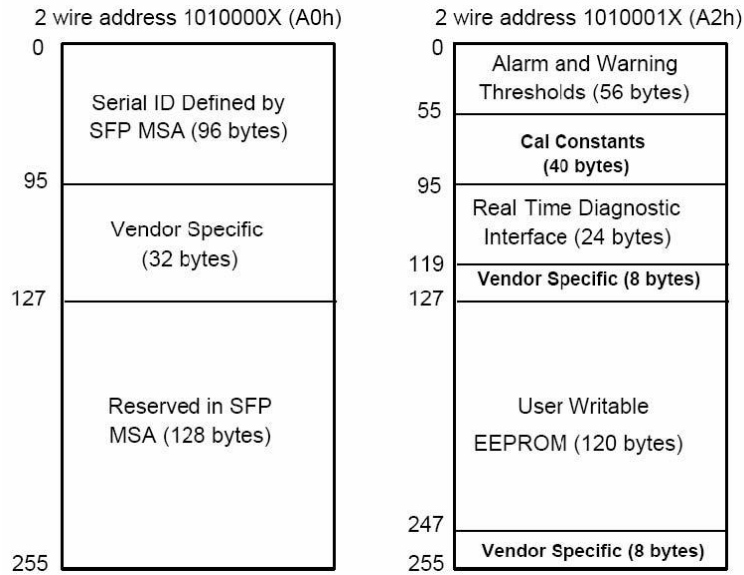 2 wire address 1010000X (A0h)
0
Serial ID Defined by
SFP MSA (96 bytes)
95
Vendor Specific
(32 bytes)
127
Reserved in SFP
MSA (128 bytes)
255
2 wire address 1010001X (A2h)
0
Alarm and Warning
Thresholds (56 bytes)
55
Cal Constants
(40 bytes)
95
Real Time Diagnostic
Interface (24 bytes)
119
Vendor Specific (8 bytes)
127
User Writable
EEPROM (120 bytes)
247
Vendor Specific (8 bytes)
255